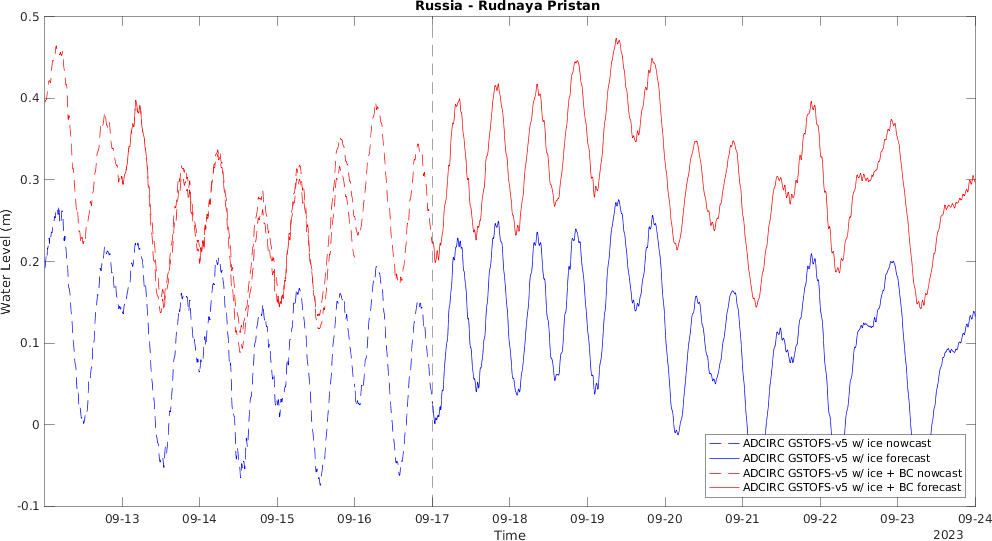 Russia - Rudnaya Pristan
0.5
0.4
0.3
0.2
0.1
0
-0.1
Water Level (m)
ADCIRC GSTOFS-v5 w/ ice nowcast
ADCIRC GSTOFS-v5 w/ ice forecast
ADCIRC GSTOFS-v5 w/ ice + BC nowcast
ADCIRC GSTOFS-v5 w/ ice + BC forecast
09-13 09-14 09-15 09-16 09-17 09-18 09-19 09-20 09-21 09-22 09-23 09-24
Time
2023